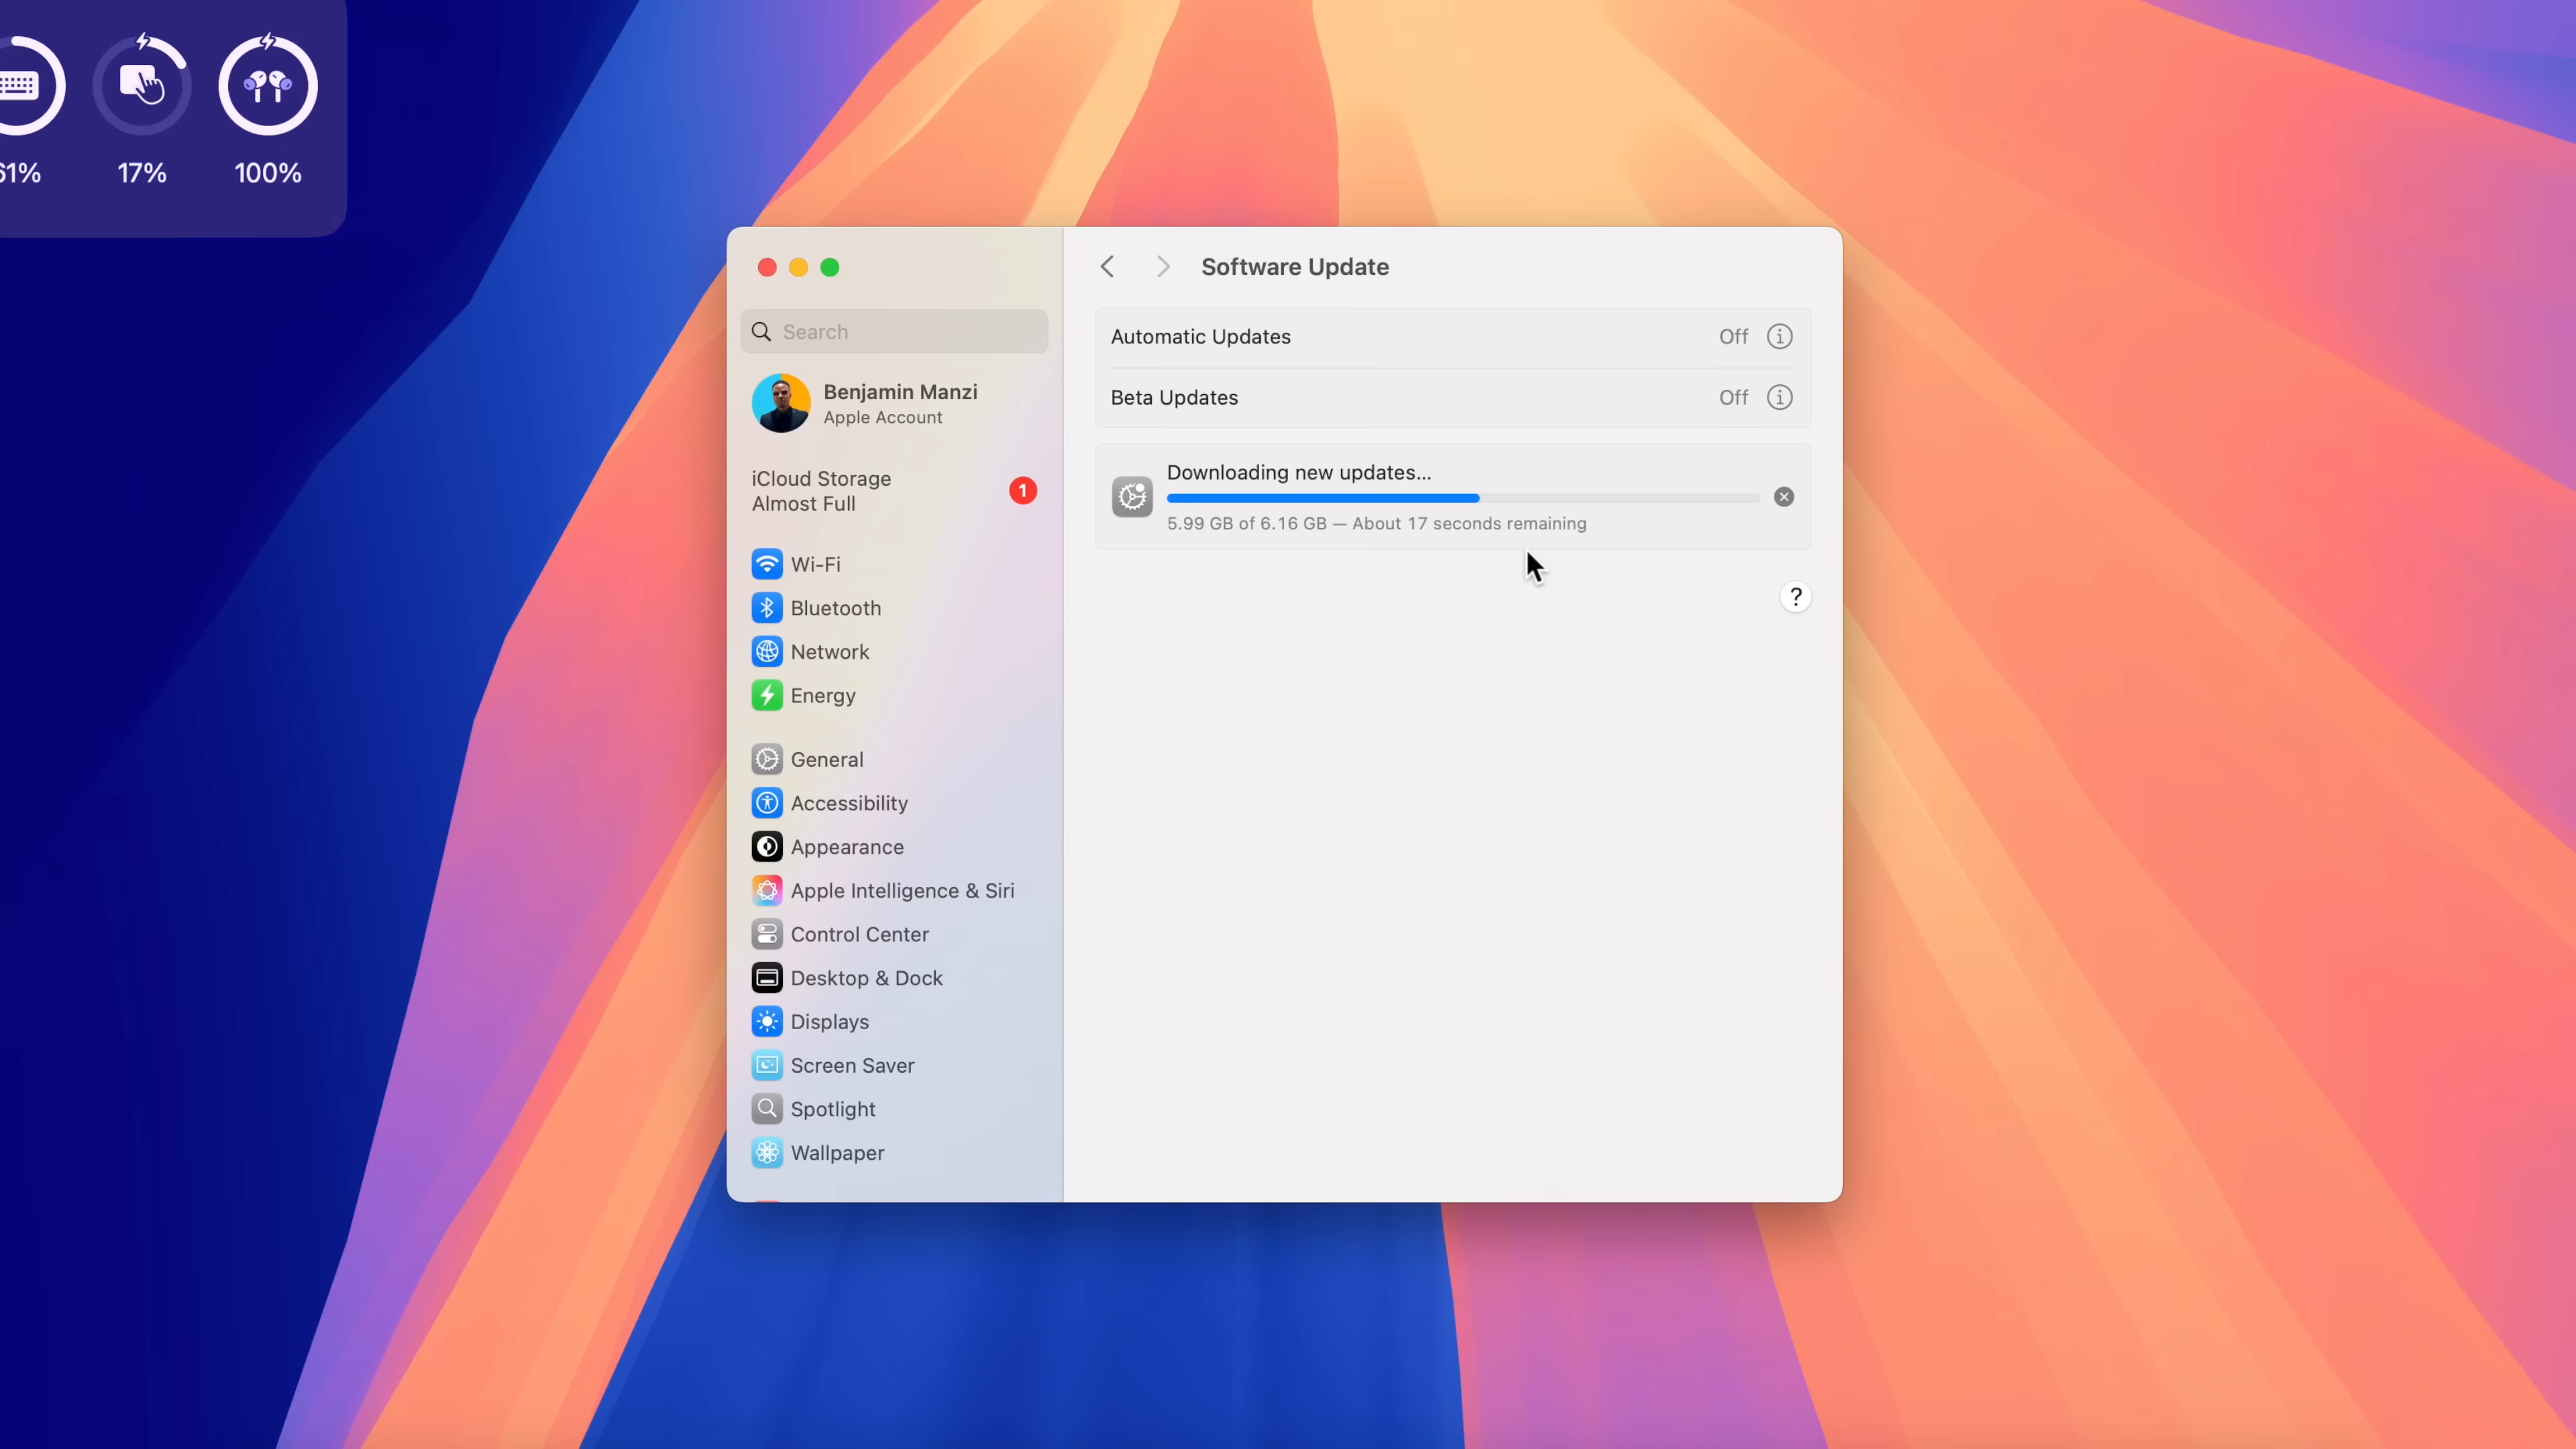 17%
100%
Software Update
Search
Automatic Updates
Off
Beta Updates
Off
Benjamin Manzi
Apple Account
iCloud Storage
Almost Full
1
Downloading new updates...
5.99 GB of 6.16 GB — About 17 seconds remaining
?
Wi-Fi
Bluetooth
Network
Energy
General
Accessibility
Appearance
Apple Intelligence & Siri
Control Center
Desktop & Dock
Displays
Screen Saver
Spotlight
Wallpaper